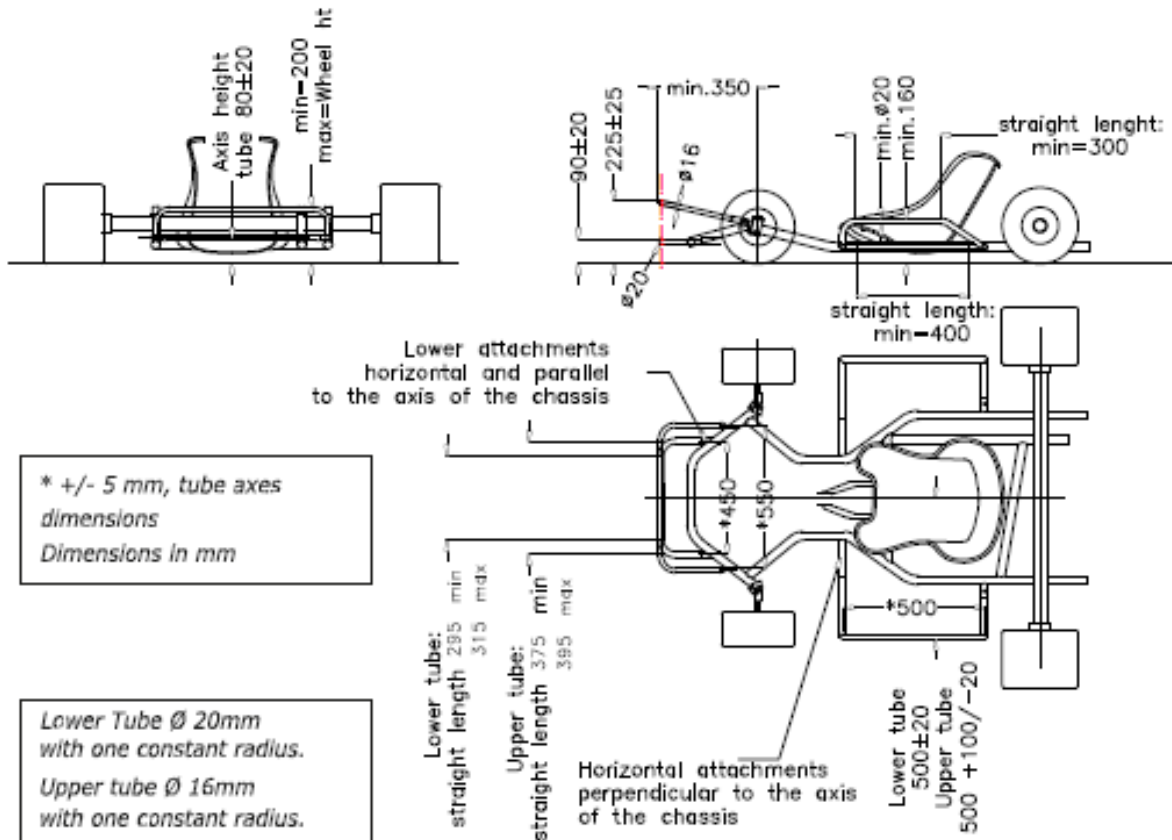 Axis height
tube 80±20
min-200
max=Wheel ht
min.350
90±20
225±25
ø16
ø20
min.ø20
min.160
straight lenght:
min=300
straight length:
min-400
Lower attachments
horizontal and parallel
to the axis of the chassis
* +/- 5 mm, tube axes
dimensions
Dimensions in mm
*450
*550
*500
Lower tube:
straight length 295 min
315 max
Upper tube:
straight length 375 min
395 max
Lower tube
500±20
Upper tube
500 +100/-20
Horizontal attachments
perpendicular to the axis
of the chassis
Lower Tube Ø 20mm
with one constant radius.
Upper tube Ø 16mm
with one constant radius.